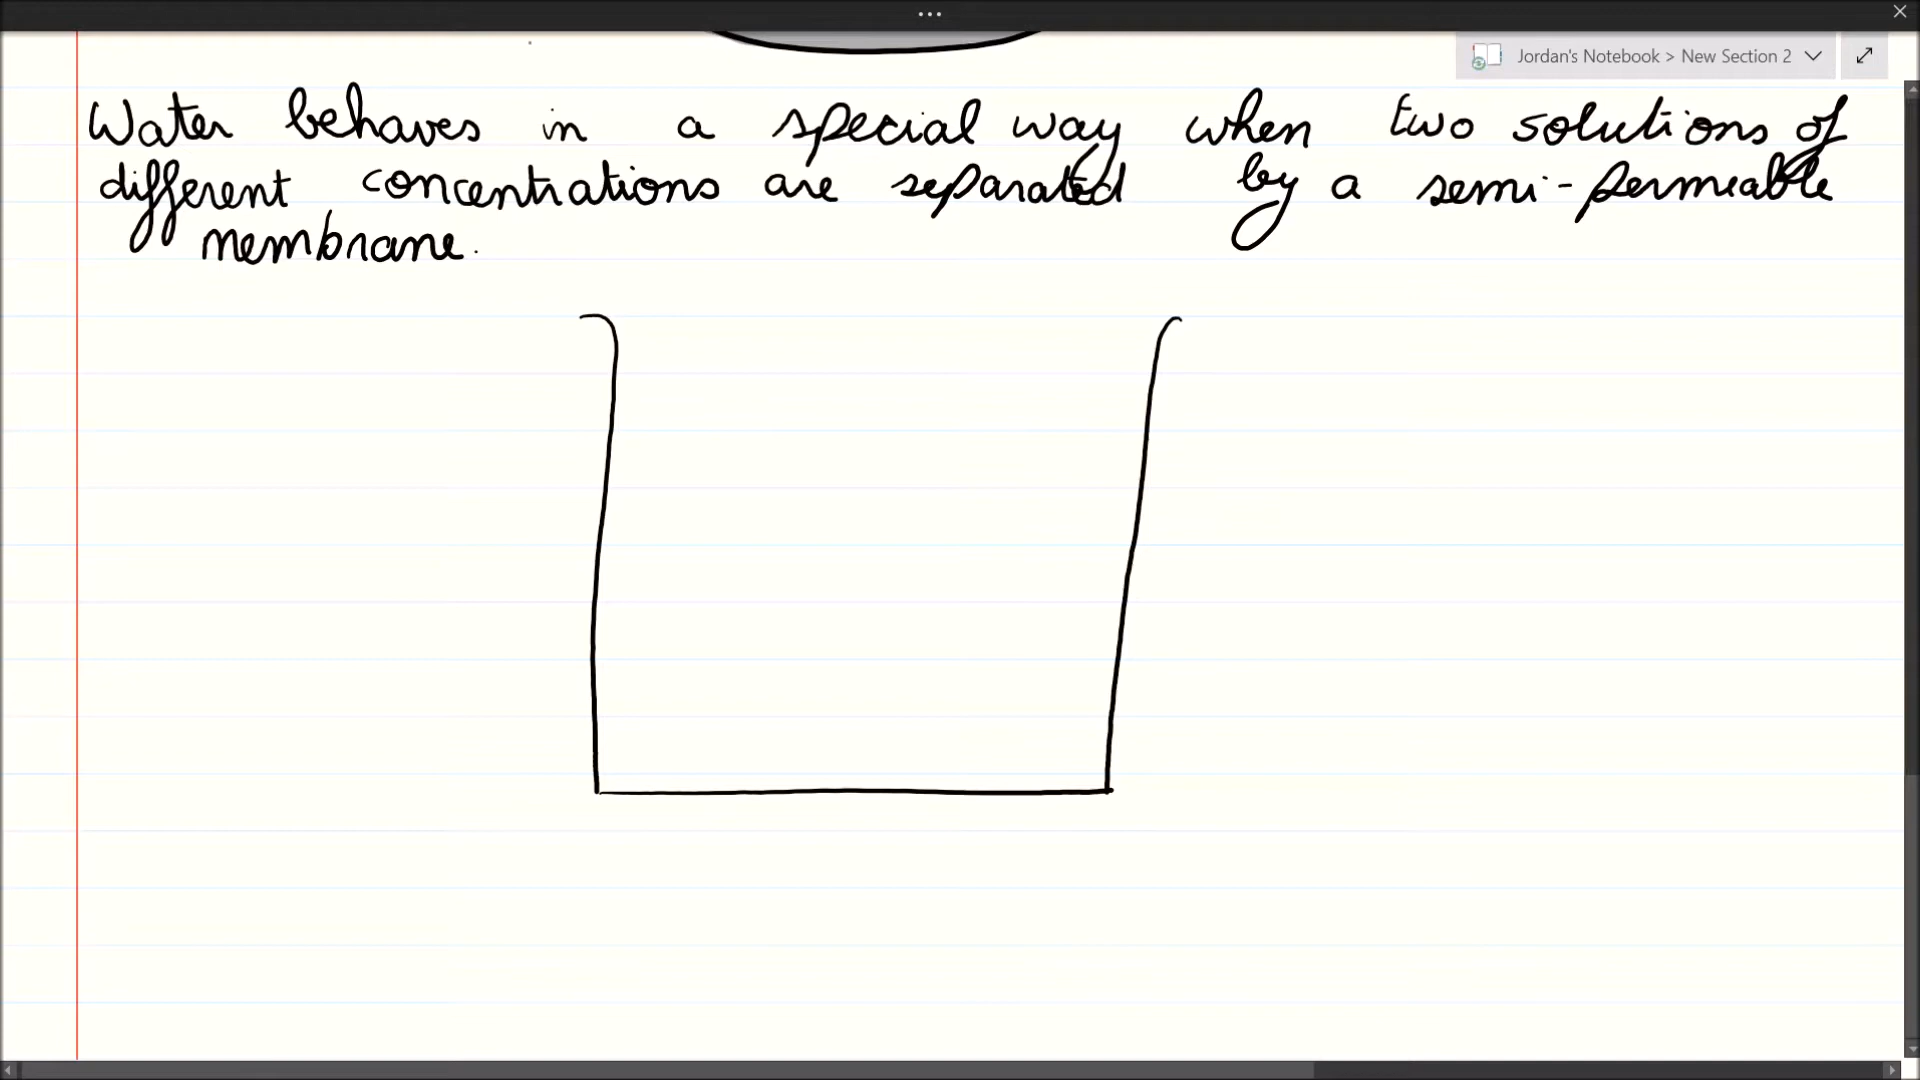 Jordan's Notebook > New Section 2
Water behaves in a special way when two solutions of
different concentrations are separated by a semi-permeable
membrane.